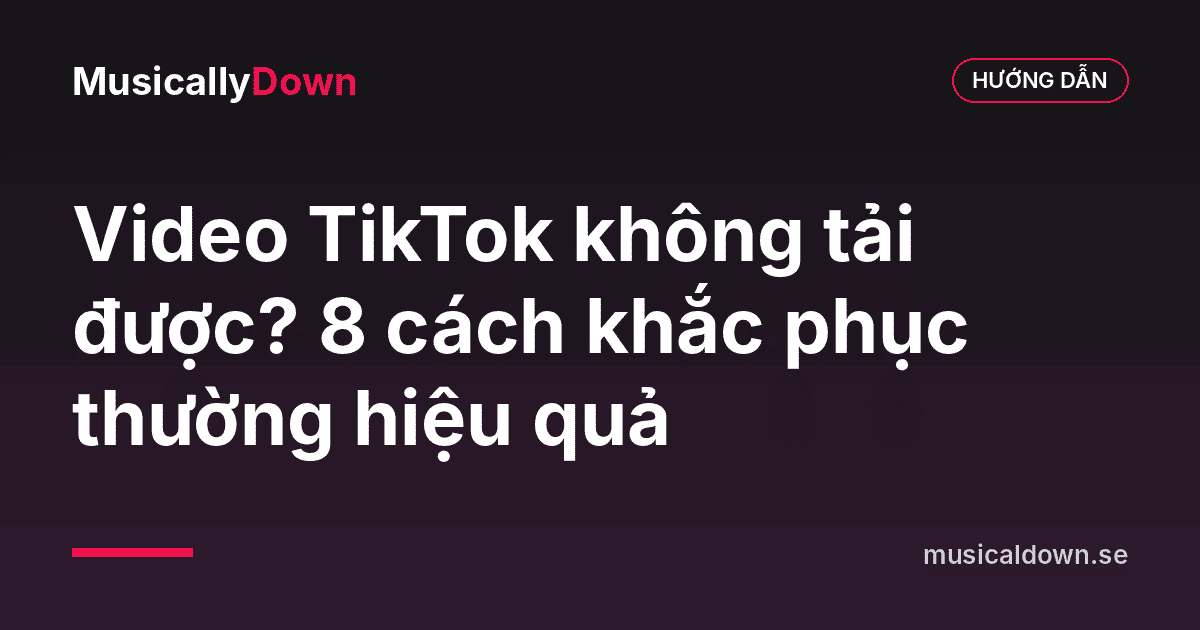 MusicallyDown
HƯỚNG DẪN
Video TikTok không tải
được? 8 cách khắc phục
thường hiệu quả
musicaldown.se